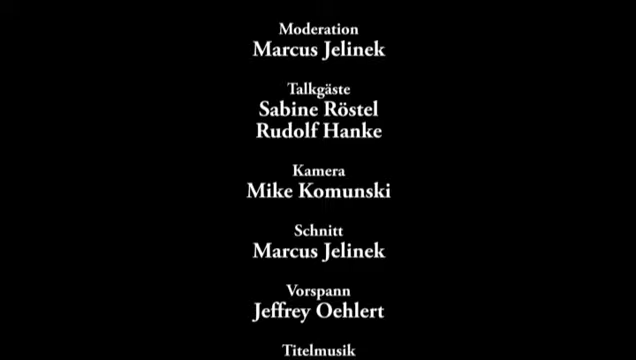 Moderation
Marcus Jelinek
Talkgäste
Sabine Röstel
Rudolf Hanke
Kamera
Mike Komunski
Schnitt
Marcus Jelinek
Vorspann
Jeffrey Oehlert
Titelmusik